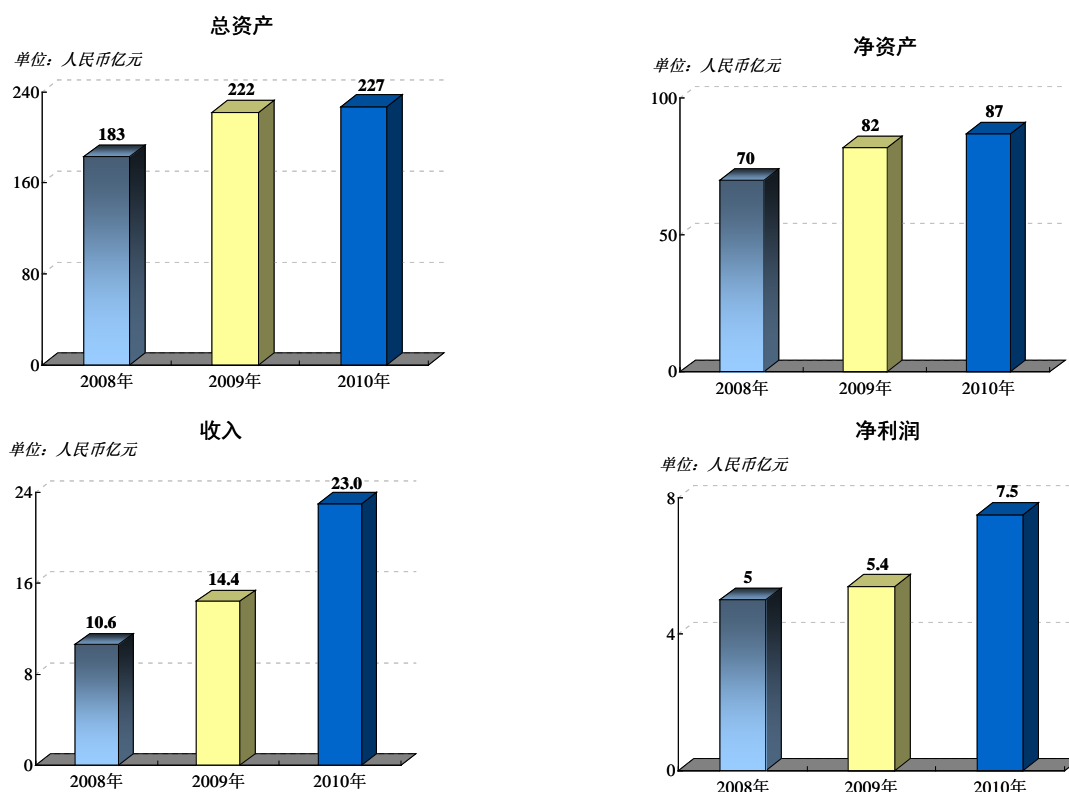 总资产
单位：人民币亿元
240
160
80
0
183
222
227
2008年
2009年
2010年
净资产
单位：人民币亿元
100
50
0
70
82
87
2008年
2009年
2010年
收入
单位：人民币亿元
24
16
8
0
10.6
14.4
23.0
2008年
2009年
2010年
净利润
单位：人民币亿元
8
4
0
5
5.4
7.5
2008年
2009年
2010年